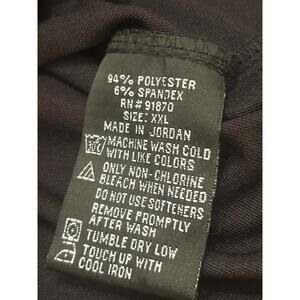 94% POLYESTER
6% SPANDEX
RN# 91870
SIZE: XXL
MADE IN JORDAN
MACHINE WASH COLD
WITH LIKE COLORS
ONLY NON-CHLORINE
BLEACH WHEN NEEDED
DO NOT USE SOFTENERS
REMOVE PROMPTLY
AFTER WASH
TUMBLE DRY LOW
TOUCH UP WITH
COOL IRON